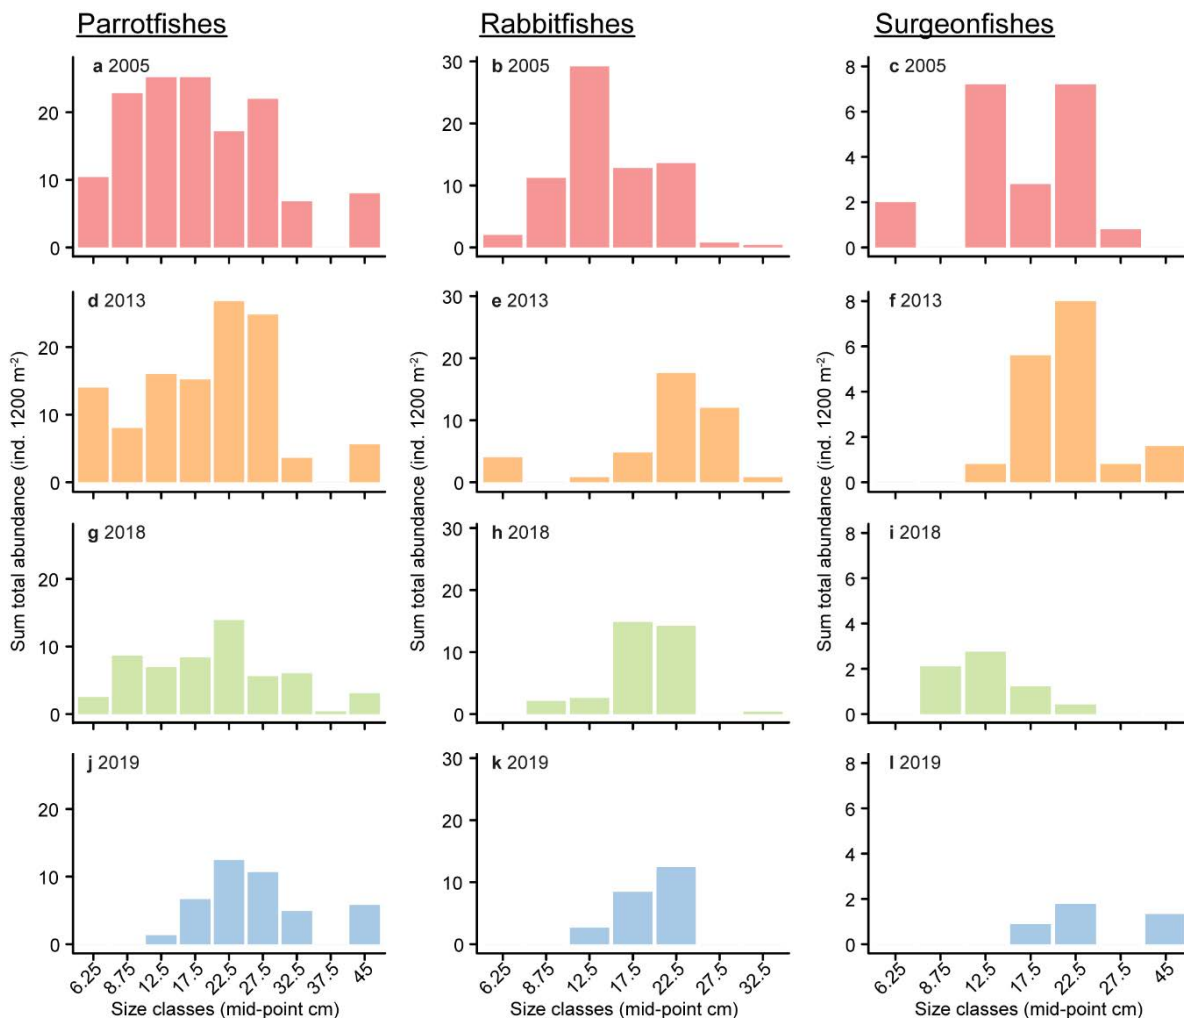 Parrotfishes
Rabbitfishes
Surgeonfishes
a 2005
20
10
0
b 2005
30
20
10
0
c 2005
8
6
4
2
0
d 2013
20
10
0
e 2013
30
20
10
0
f 2013
8
6
4
2
0
g 2018
20
10
0
h 2018
30
20
10
0
i 2018
8
6
4
2
0
j 2019
20
10
0
k 2019
30
20
10
0
l 2019
8
6
4
2
0
Sum total abundance (ind. 1200 m⁻²)
Sum total abundance (ind. 1200 m⁻²)
Sum total abundance (ind. 1200 m⁻²)
6.25 8.75 12.5 17.5 22.5 27.5 32.5 37.5 45
6.25 8.75 12.5 17.5 22.5 27.5 32.5
6.25 8.75 12.5 17.5 22.5 27.5 45
Size classes (mid-point cm)
Size classes (mid-point cm)
Size classes (mid-point cm)